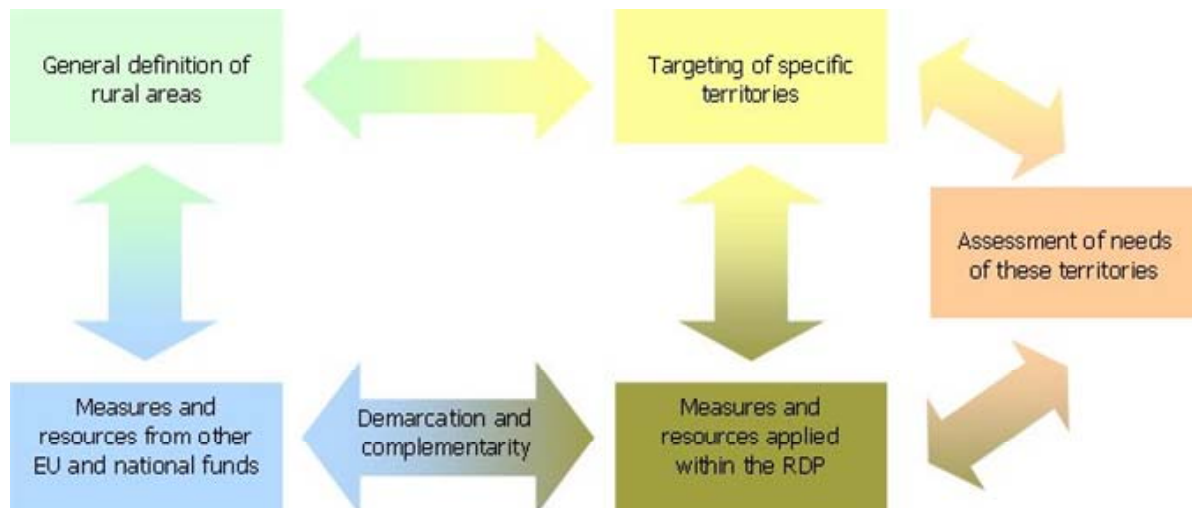 General definition of
rural areas
Targeting of specific
territories
Assessment of needs
of these territories
Measures and
resources from other
EU and national funds
Demarcation and
complementarity
Measures and
resources applied
within the RDP